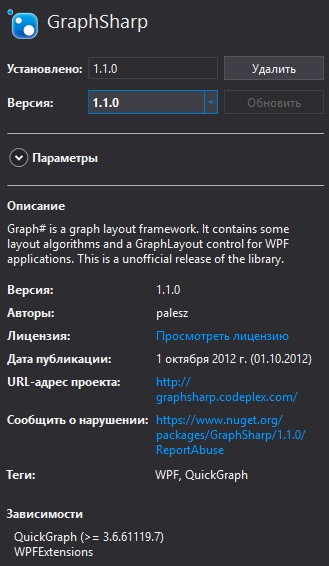 GraphSharp
Установлено: 1.1.0 Удалить
Версия: 1.1.0 Обновить
Параметры
Описание
Graph# is a graph layout framework. It contains some
layout algorithms and a GraphLayout control for WPF
applications. This is a unofficial release of the library.
Версия: 1.1.0
Авторы: palesz
Лицензия: Просмотреть лицензию
Дата публикации: 1 октября 2012 г. (01.10.2012)
URL-адрес проекта: http://
graphsharp.codeplex.com/
Сообщить о нарушении: https://www.nuget.org/
packages/GraphSharp/1.1.0/
ReportAbuse
Теги: WPF, QuickGraph
Зависимости
QuickGraph (>= 3.6.61119.7)
WPFExtensions